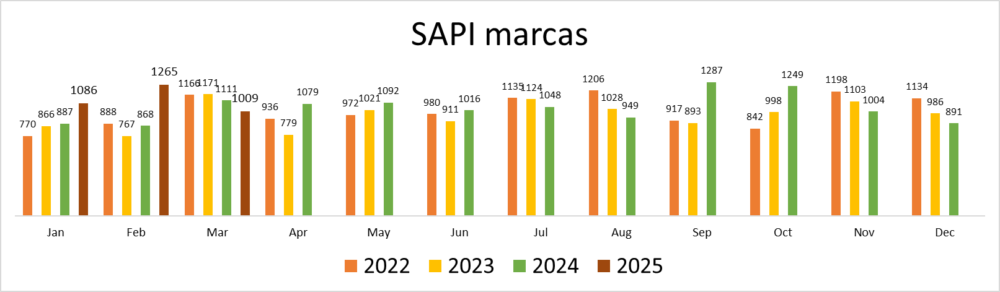 SAPI marcas
770 866 887 1086
888 767 868 1265
1166 1171 1111 1009
936 779 1079
972 1021 1092
980 911 1016
1135 1124 1048
1206 1028 949
917 893 1287
842 998 1249
1198 1103 1004
1134 986 891
Jan Feb Mar Apr May Jun Jul Aug Sep Oct Nov Dec
2022 2023 2024 2025